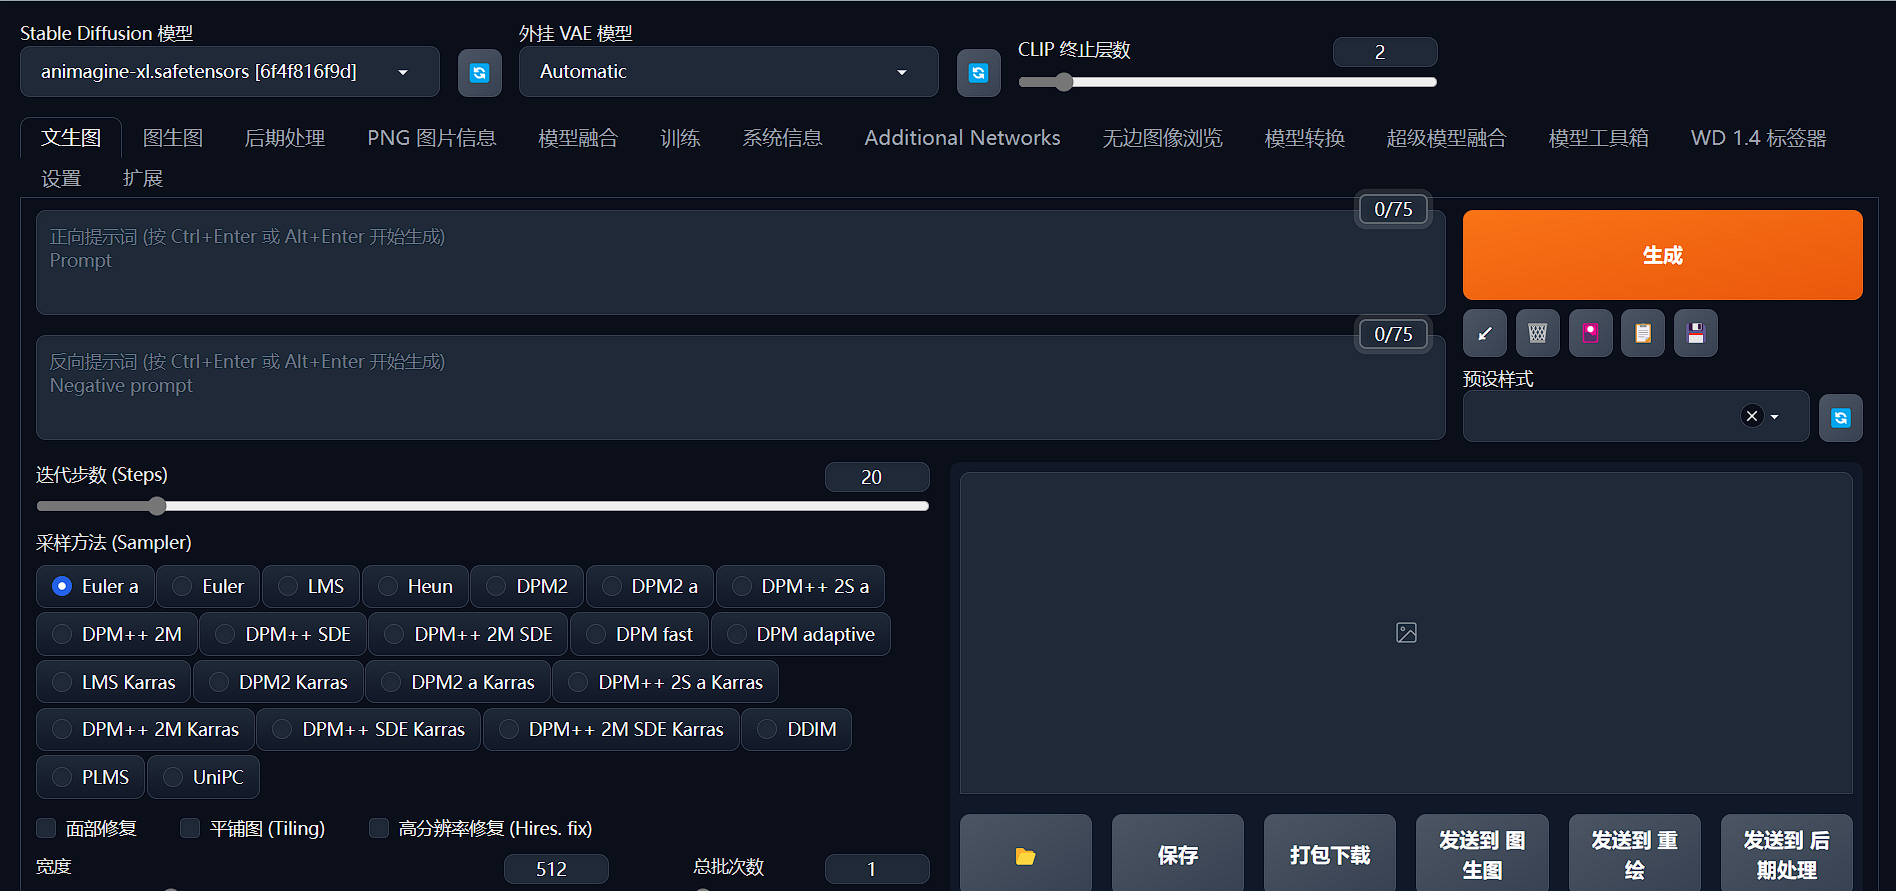 Stable Diffusion 模型
外挂 VAE 模型
CLIP 终止层数
2
animagine-xl.safetensors [6f4f816f9d]
Automatic
文生图 图生图 后期处理 PNG 图片信息 模型融合 训练 系统信息 Additional Networks 无边图像浏览 模型转换 超级模型融合 模型工具箱 WD 1.4 标签器
设置 扩展
0/75
正向提示词 (按 Ctrl+Enter 或 Alt+Enter 开始生成)
Prompt
生成
0/75
反向提示词 (按 Ctrl+Enter 或 Alt+Enter 开始生成)
Negative prompt
预设样式
迭代步数 (Steps)
20
采样方法 (Sampler)
Euler a Euler LMS Heun DPM2 DPM2 a DPM++ 2S a
DPM++ 2M DPM++ SDE DPM++ 2M SDE DPM fast DPM adaptive
LMS Karras DPM2 Karras DPM2 a Karras DPM++ 2S a Karras
DPM++ 2M Karras DPM++ SDE Karras DPM++ 2M SDE Karras DDIM
PLMS UniPC
面部修复 平铺图 (Tiling) 高分辨率修复 (Hires. fix)
宽度
512
总批次数
1
保存
打包下载
发送到 图
生图
发送到 重
绘
发送到 后
期处理